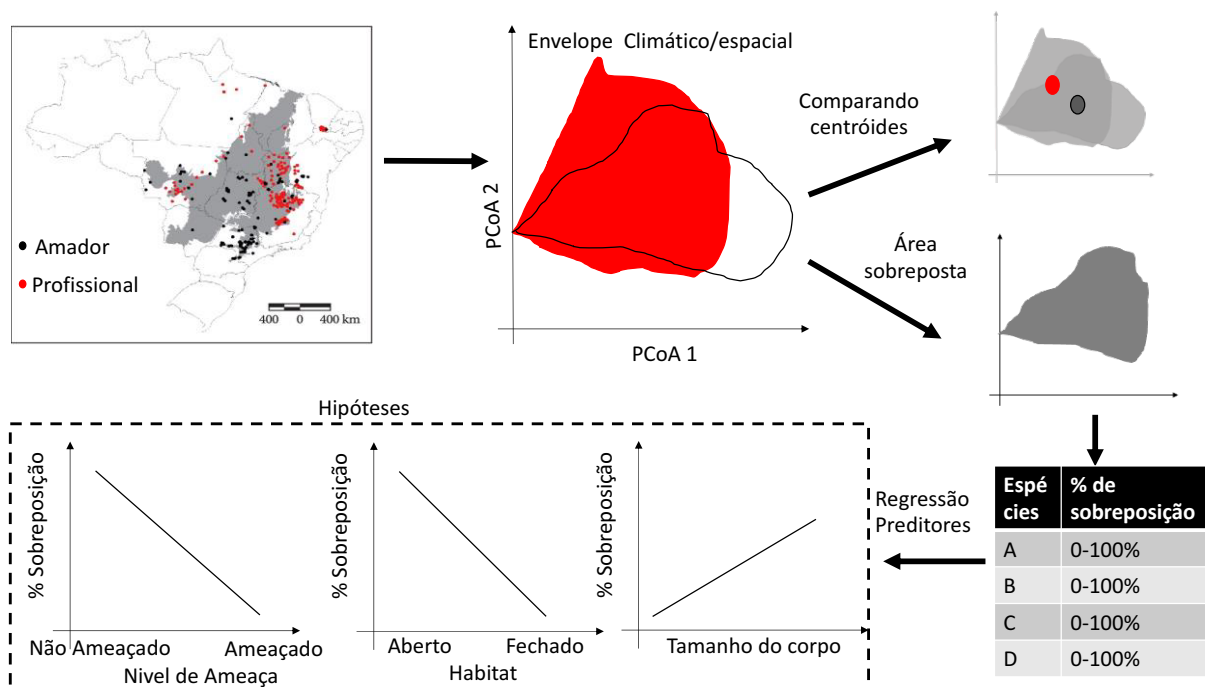 Amador
Profissional
400 0 400 km
Envelope Climático/espacial
PCoA 2
PCoA 1
Comparando
centróides
Área
sobreposta
Hipóteses
% Sobreposição
Não Ameaçado Ameaçado
Nivel de Ameaça
% Sobreposição
Aberto Fechado
Habitat
% Sobreposição
Tamanho do corpo
Regressão
Preditores
Espé % de
cies sobreposição
A 0-100%
B 0-100%
C 0-100%
D 0-100%